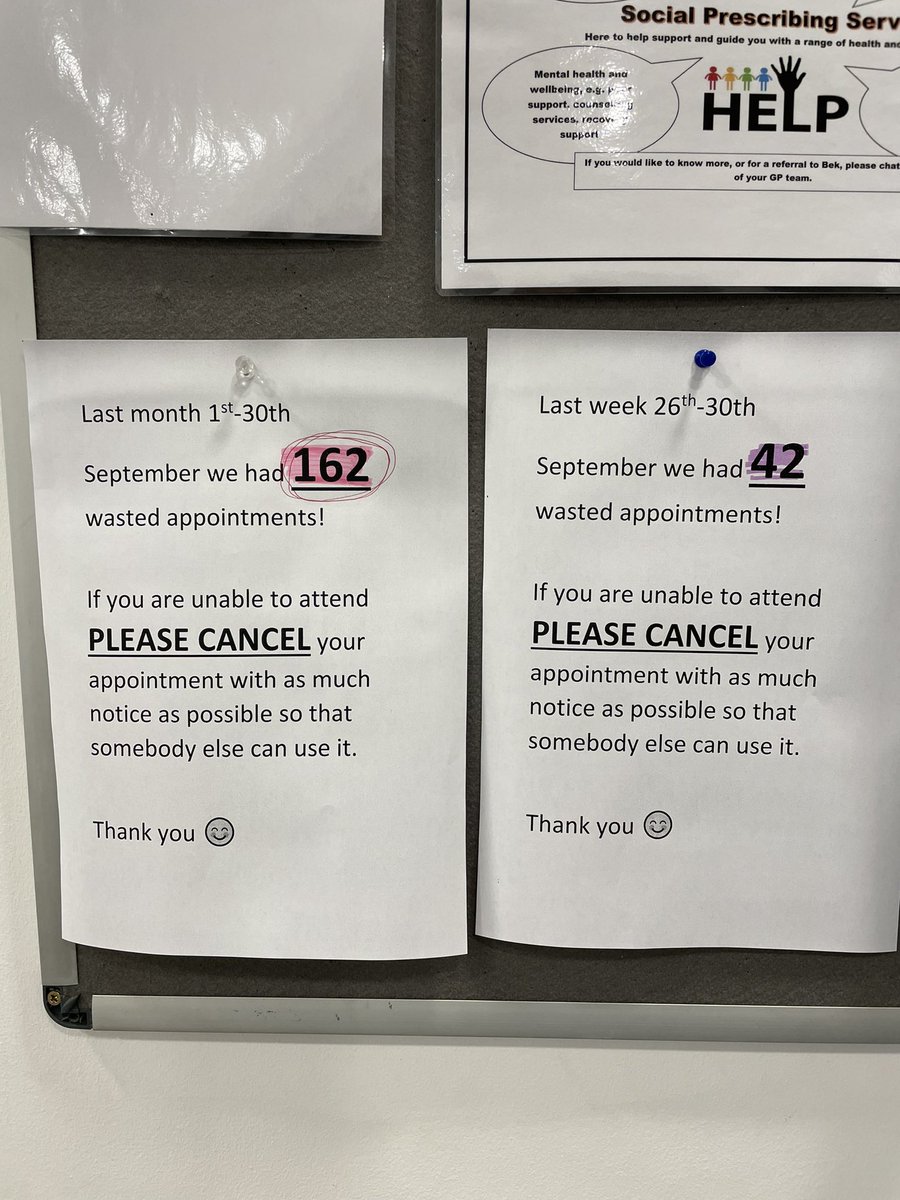 Social Prescribing Serv
Here to help support and guide you with a range of health and
Mental health and
wellbeing, e.g.
support, counselling
services, recovery
support
HELP
If you would like to know more, or for a referral to Bek, please chat
of your GP team.
Last month 1st-30th
September we had 162
wasted appointments!
If you are unable to attend
PLEASE CANCEL your
appointment with as much
notice as possible so that
somebody else can use it.
Thank you 😊
Last week 26th-30th
September we had 42
wasted appointments!
If you are unable to attend
PLEASE CANCEL your
appointment with as much
notice as possible so that
somebody else can use it.
Thank you 😊